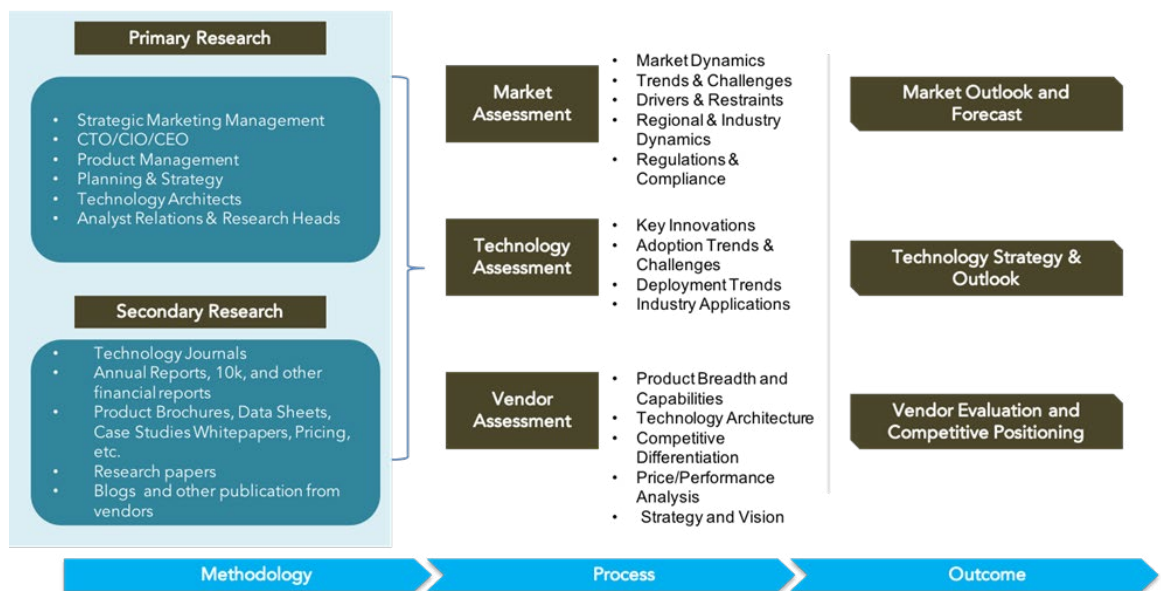 Primary Research
• Strategic Marketing Management
• CTO/CIO/CEO
• Product Management
• Planning & Strategy
• Technology Architects
• Analyst Relations & Research Heads
Secondary Research
• Technology Journals
• Annual Reports, 10k, and other
financial reports
• Product Brochures, Data Sheets,
Case Studies Whitepapers, Pricing,
etc.
• Research papers
• Blogs and other publication from
vendors
Market
Assessment
• Market Dynamics
• Trends & Challenges
• Drivers & Restraints
• Regional & Industry
Dynamics
• Regulations &
Compliance
Market Outlook and
Forecast
Technology
Assessment
• Key Innovations
• Adoption Trends &
Challenges
• Deployment Trends
• Industry Applications
Technology Strategy &
Outlook
Vendor
Assessment
• Product Breadth and
Capabilities
• Technology Architecture
• Competitive
Differentiation
• Price/Performance
Analysis
• Strategy and Vision
Vendor Evaluation and
Competitive Positioning
Methodology
Process
Outcome